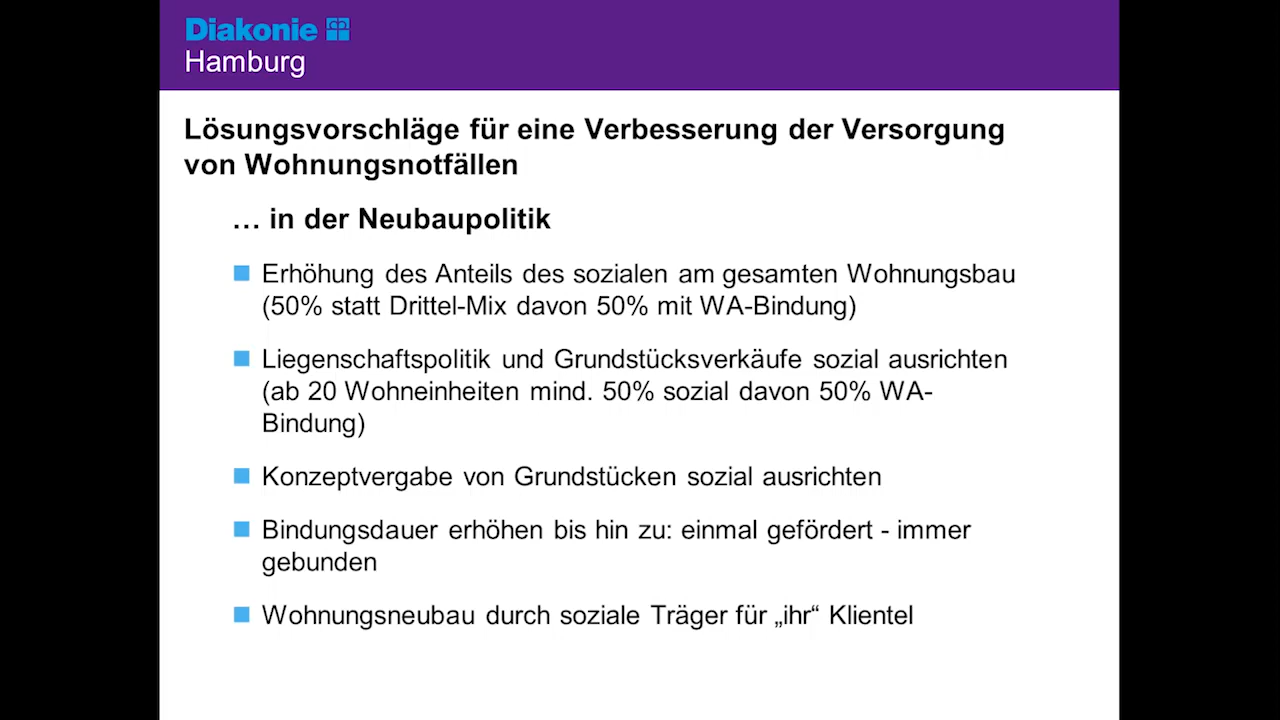 Diakonie
Hamburg
Lösungsvorschläge für eine Verbesserung der Versorgung
von Wohnungsnotfällen
… in der Neubaupolitik
Erhöhung des Anteils des sozialen am gesamten Wohnungsbau
(50% statt Drittel-Mix davon 50% mit WA-Bindung)
Liegenschaftspolitik und Grundstücksverkäufe sozial ausrichten
(ab 20 Wohneinheiten mind. 50% sozial davon 50% WA-
Bindung)
Konzeptvergabe von Grundstücken sozial ausrichten
Bindungsdauer erhöhen bis hin zu: einmal gefördert - immer
gebunden
Wohnungsneubau durch soziale Träger für „ihr“ Klientel